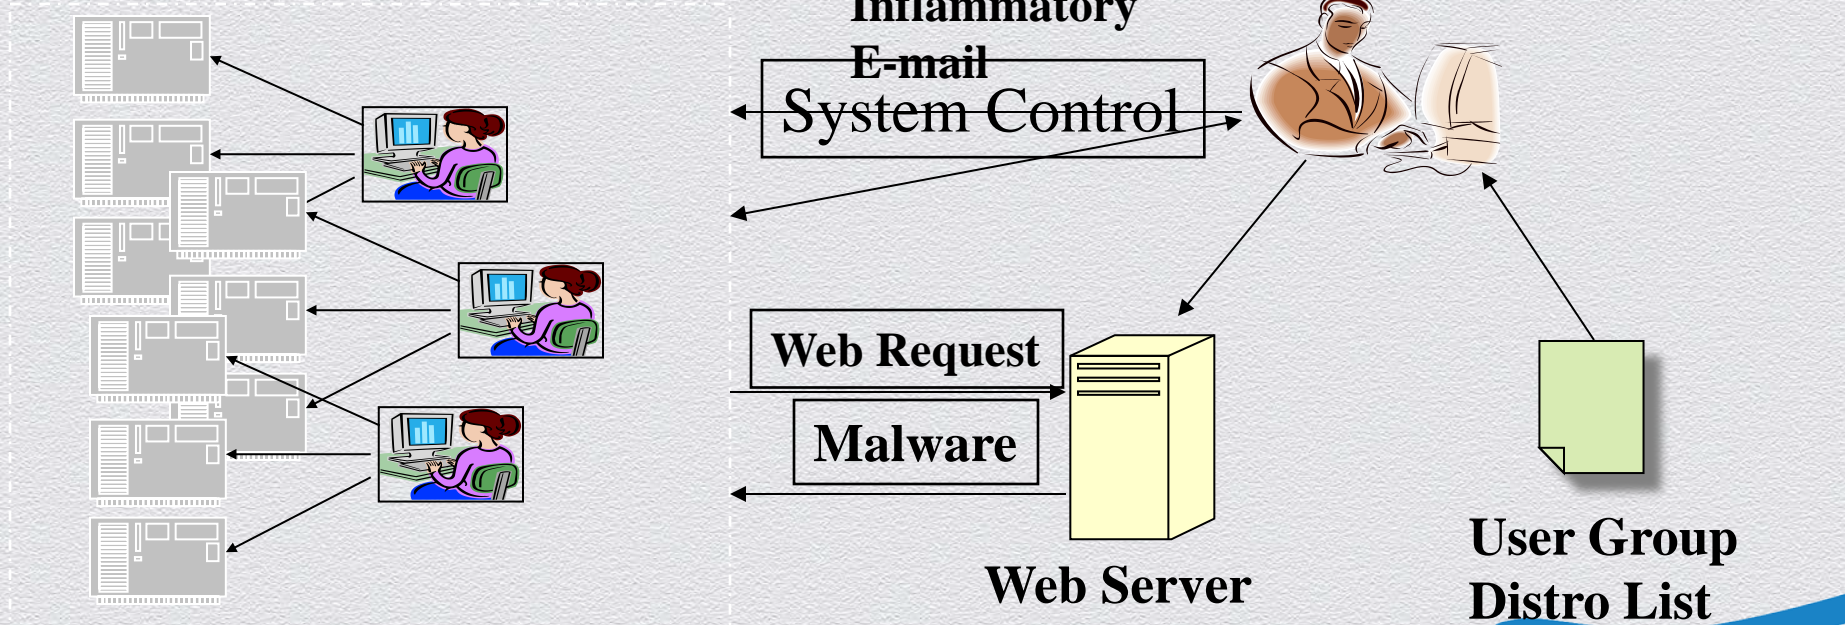 Inflammatory
E-mail
System Control
Web Request
Malware
Web Server
User Group
Distro List